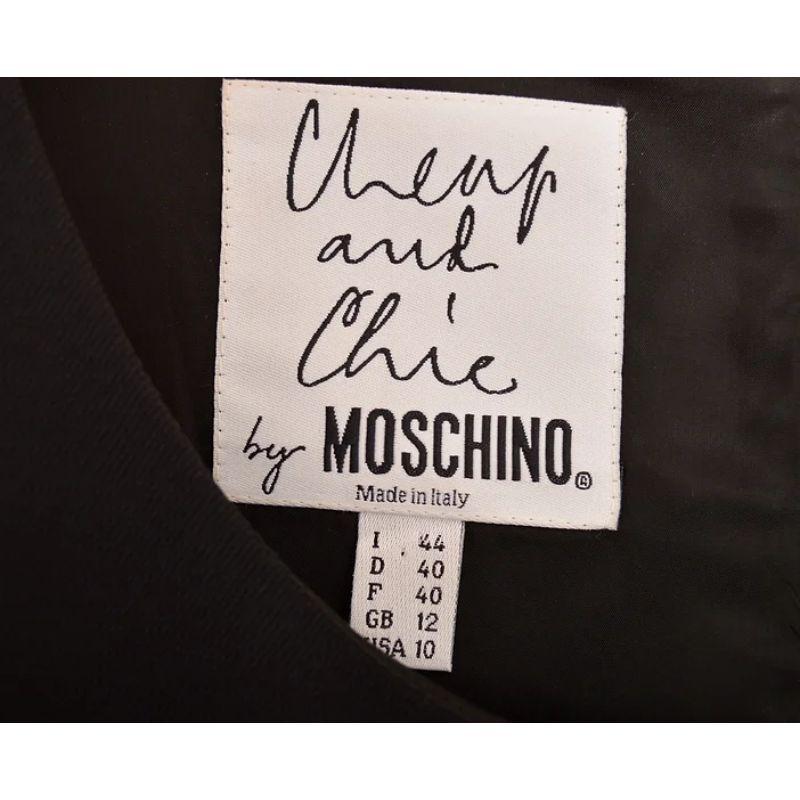 Cheap
and
Chic
by MOSCHINO®
Made in Italy
I 44
D 40
F 40
GB 12
USA 10